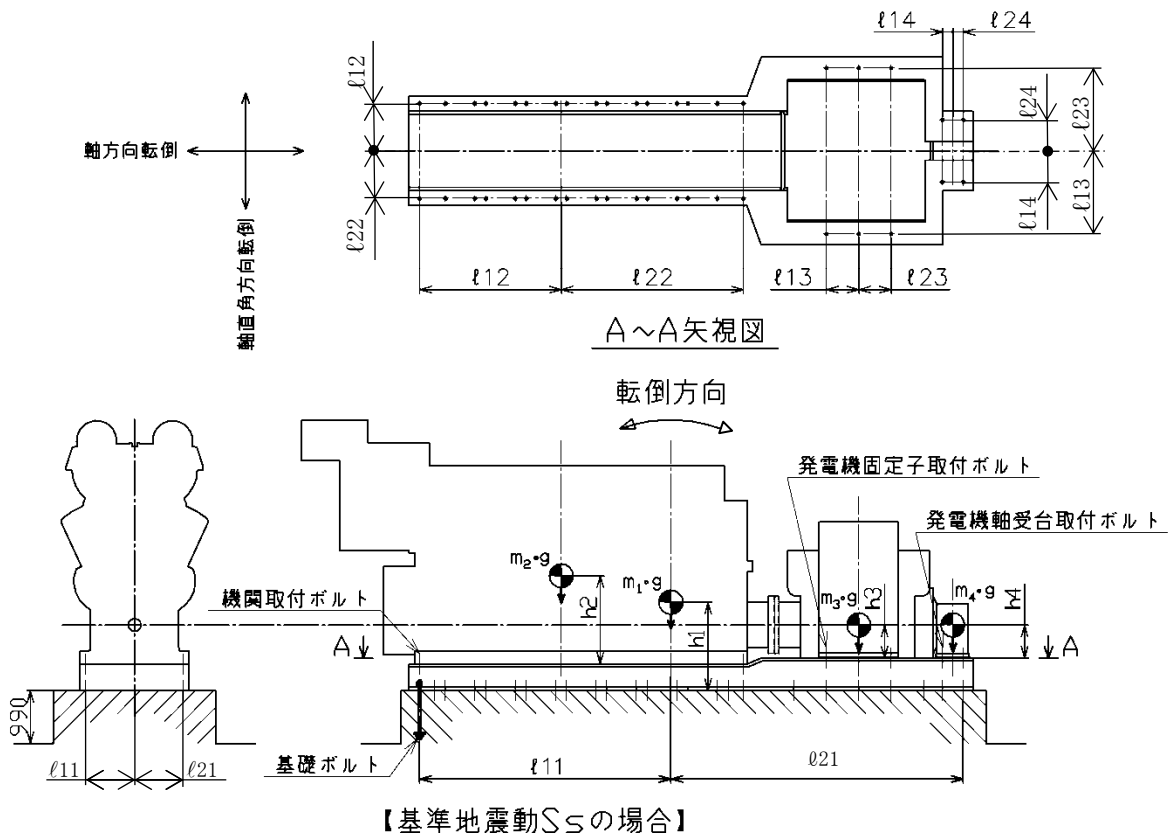 ℓ14 ℓ24
ℓ12
ℓ24
ℓ23
軸方向転倒
軸直角方向転倒
ℓ22
ℓ14
ℓ13
ℓ12 ℓ22 ℓ13 ℓ23
A～A矢視図
転倒方向
発電機固定子取付ボルト
発電機軸受台取付ボルト
機関取付ボルト
m₂・g
h2
m₁・g
h1
m₃・g
h3
m₄・g
h4
A A
990
ℓ11 ℓ21
基礎ボルト
ℓ11 ℓ21
【基準地震動Ssの場合】